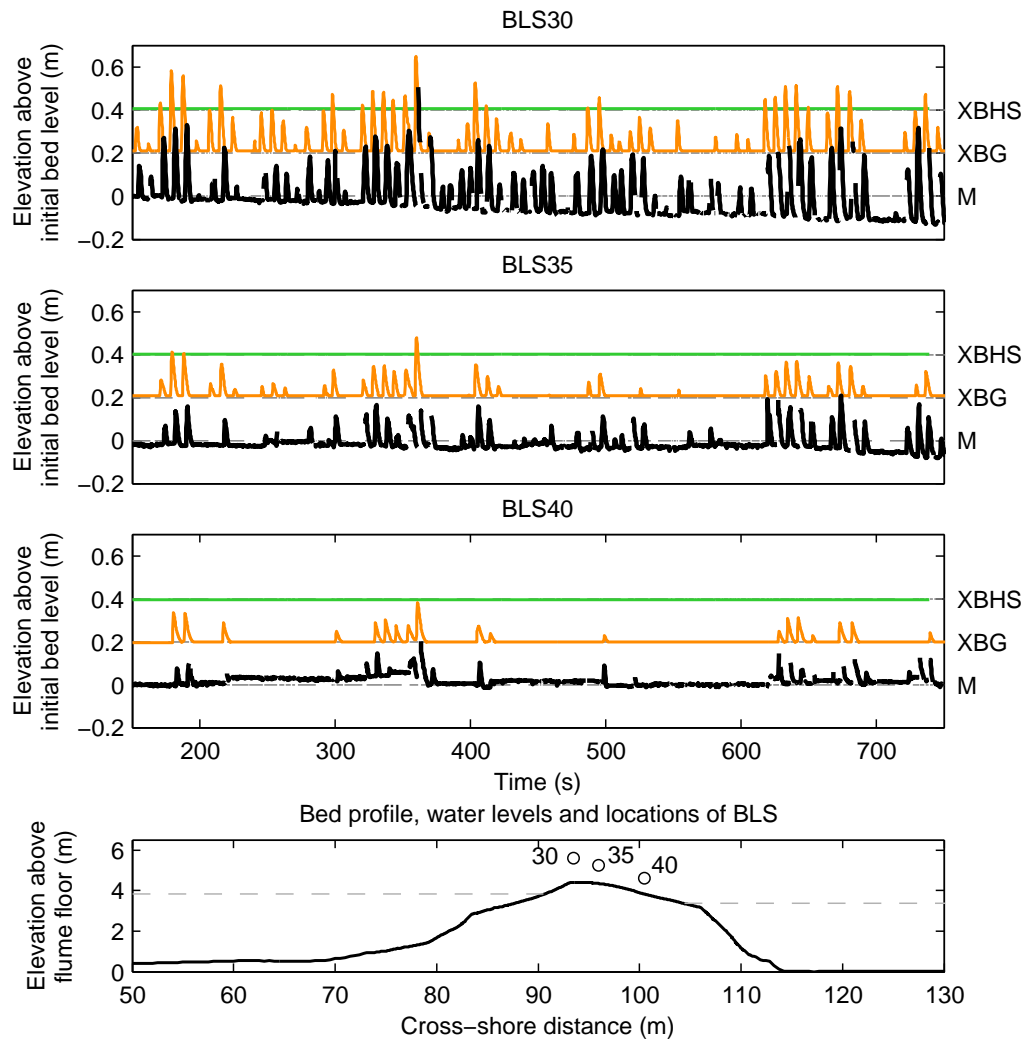 BLS30
Elevation above
initial bed level (m)
0.6
0.4
0.2
0
−0.2
XBHS
XBG
M
BLS35
Elevation above
initial bed level (m)
0.6
0.4
0.2
0
−0.2
XBHS
XBG
M
BLS40
Elevation above
initial bed level (m)
0.6
0.4
0.2
0
−0.2
XBHS
XBG
M
200 300 400 500 600 700
Time (s)
Bed profile, water levels and locations of BLS
Elevation above
flume floor (m)
6
4
2
0
30 35 40
50 60 70 80 90 100 110 120 130
Cross−shore distance (m)